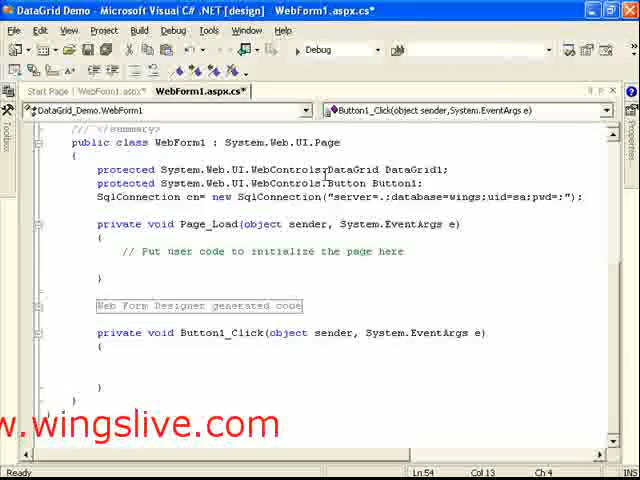 DataGrid Demo - Microsoft Visual C# .NET [design] - WebForm1.aspx.cs*
File Edit View Project Build Debug Tools Window Help
Debug
Start Page WebForm1.aspx* WebForm1.aspx.cs*
DataGrid_Demo.WebForm1 Button1_Click(object sender,System.EventArgs e)
Toolbox
Properties
/// </summary>
public class WebForm1 : System.Web.UI.Page
{
protected System.Web.UI.WebControls.DataGrid DataGrid1;
protected System.Web.UI.WebControls.Button Button1;
SqlConnection cn= new SqlConnection("server=.;database=wings;uid=sa;pwd=;");
private void Page_Load(object sender, System.EventArgs e)
{
// Put user code to initialize the page here
}
Web Form Designer generated code
private void Button1_Click(object sender, System.EventArgs e)
{
}
}
w.wingslive.com
Ready Ln 54 Col 13 Ch 4 INS